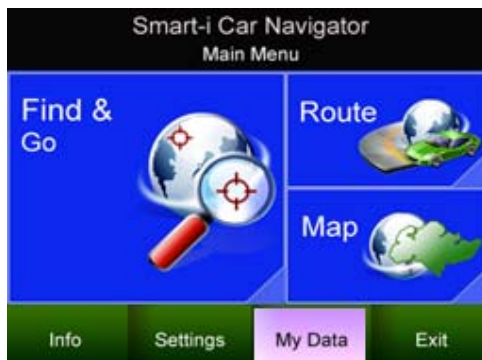 Smart-i Car Navigator
Main Menu
Find &
Go
Route
Map
Info
Settings
My Data
Exit